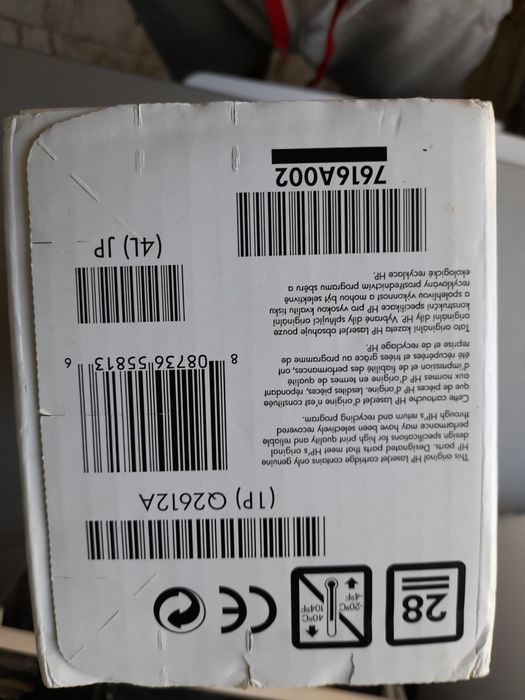 28
-20°C
-4°F
40°C
104°F
CE
(1P) Q2612A
This original HP LaserJet cartridge contains only genuine
HP parts. Designated parts that meet HP's original
design specifications for high print quality and reliable
performance may have been selectively recovered
through HP's return and recycling program.
Cette cartouche HP LaserJet d'origine n'est constituée
que de pièces HP d'origine. Lesdites pièces, répondant
aux normes HP d'origine en termes de qualité
d'impression et de fiabilité des performances, ont
été récupérées et triées grâce au programme de
reprise et de recyclage HP.
Tato originální kazeta HP LaserJet obsahuje pouze
originální díly HP. Vybrané díly splňující originální
konstrukční specifikace HP pro vysokou kvalitu tisku
a spolehlivou výkonnost a mohou být selektivně
recyklovány prostřednictvím programu sběru a
ekologické recyklace HP.
8 08736 55813 6
(4L) JP
7616A002